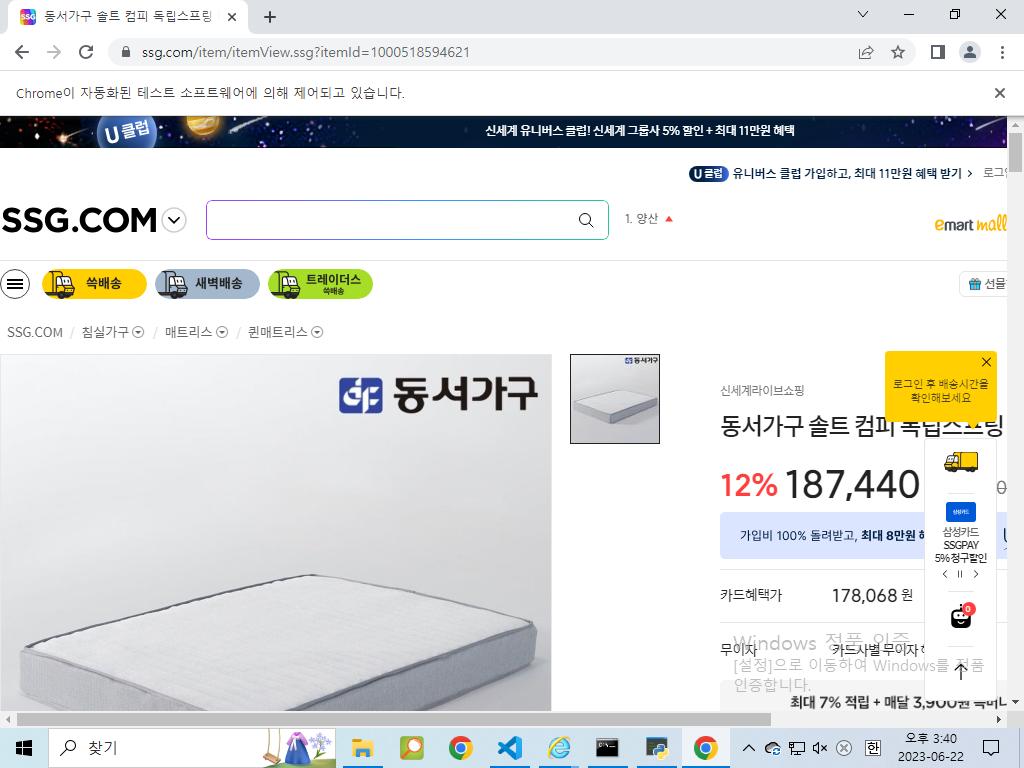 동서가구 솔트 컴피 독립스프링
ssg.com/item/itemView.ssg?itemId=1000518594621
Chrome이 자동화된 테스트 소프트웨어에 의해 제어되고 있습니다.
U 클럽
신세계 유니버스 클럽! 신세계 그룹사 5% 할인 + 최대 11만원 혜택
U 클럽 유니버스 클럽 가입하고, 최대 11만원 혜택 받기
로그인
SSG.COM
1. 양산
emart mall
쓱배송
새벽배송
트레이더스
쓱배송
선물
SSG.COM / 침실가구 / 매트리스 / 퀸매트리스
동서가구
동서가구
신세계라이브쇼핑
로그인 후 배송시간을
확인해보세요
동서가구 솔트 컴피 독립스프링
12% 187,440
가입비 100% 돌려받고, 최대 8만원
삼성카드
삼성카드
SSGPAY
5% 청구할인
카드혜택가 178,068 원
0
무이자 카드사별 무이자
Windows 정품 인증
[설정]으로 이동하여 Windows를 정품
인증합니다.
최대 7% 적립 + 매달 3,900원
찾기
한
오후 3:40
2023-06-22